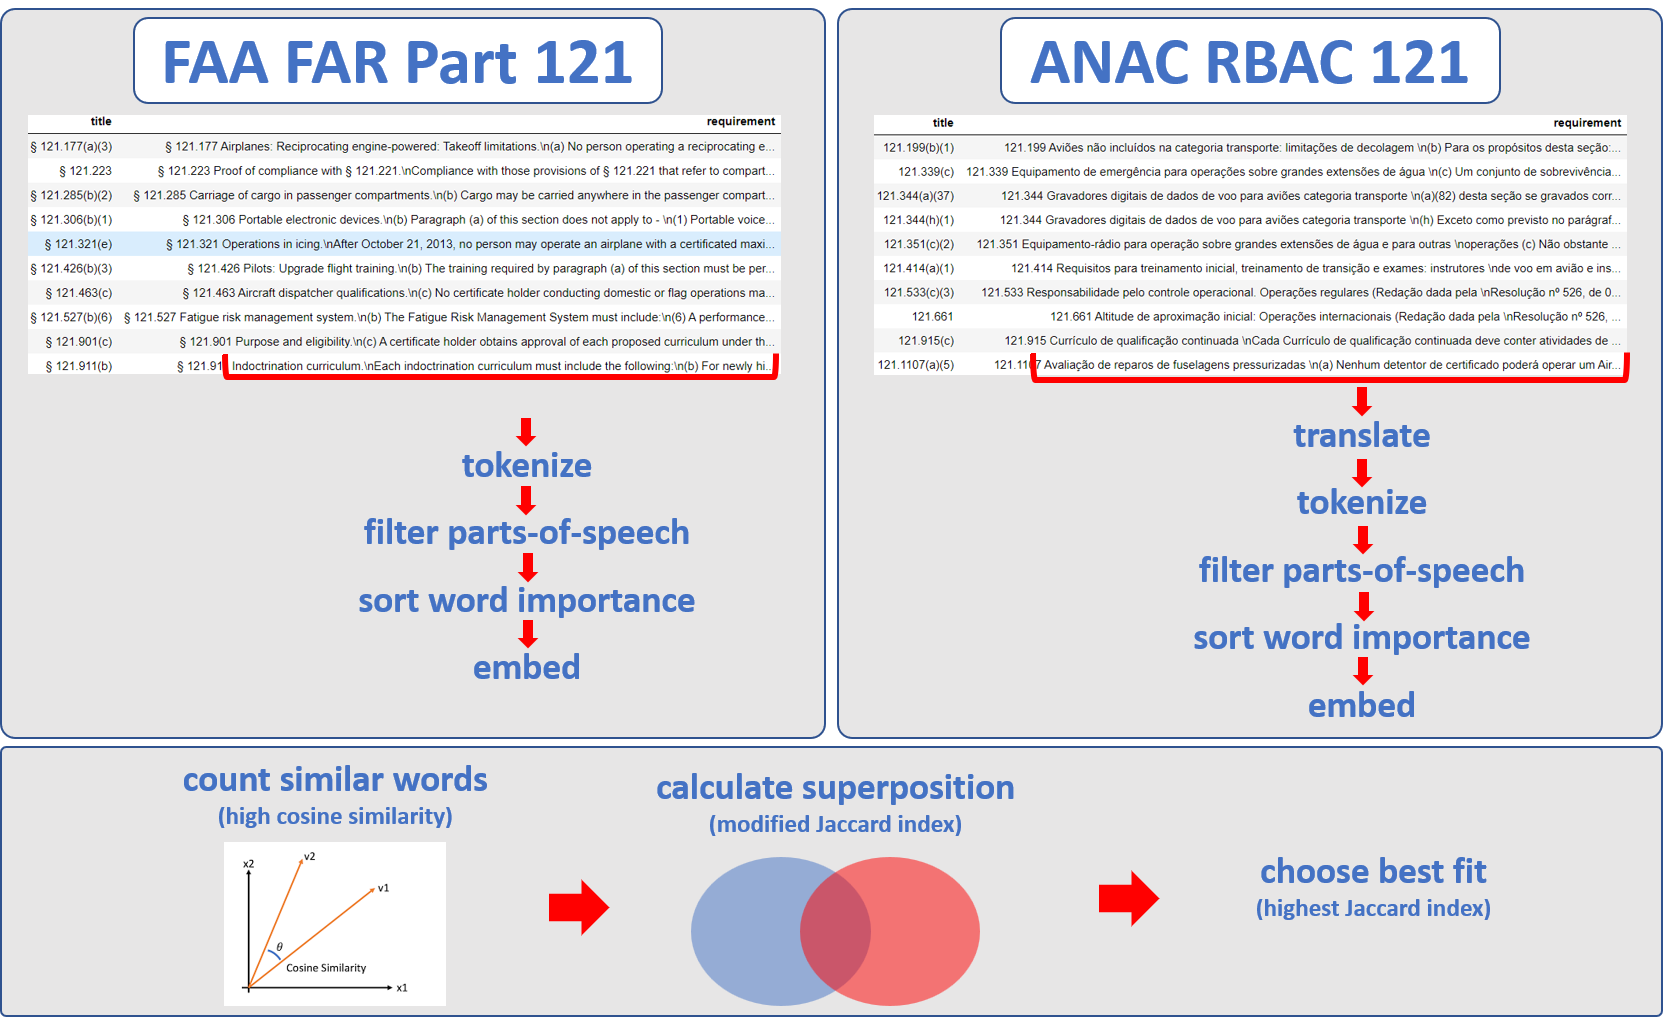 FAA FAR Part 121
title requirement
§ 121.177(a)(3) § 121.177 Airplanes: Reciprocating engine-powered: Takeoff limitations.\n(a) No person operating a reciprocating e...
§ 121.223 § 121.223 Proof of compliance with § 121.221.\nCompliance with those provisions of § 121.221 that refer to compart...
§ 121.285(b)(2) § 121.285 Carriage of cargo in passenger compartments.\n(b) Cargo may be carried anywhere in the passenger compart...
§ 121.306(b)(1) § 121.306 Portable electronic devices.\n(b) Paragraph (a) of this section does not apply to - \n(1) Portable voice...
§ 121.321(e) § 121.321 Operations in icing.\nAfter October 21, 2013, no person may operate an airplane with a certificated maxi...
§ 121.426(b)(3) § 121.426 Pilots: Upgrade flight training.\n(b) The training required by paragraph (a) of this section must be per...
§ 121.463(c) § 121.463 Aircraft dispatcher qualifications.\n(c) No certificate holder conducting domestic or flag operations ma...
§ 121.527(b)(6) § 121.527 Fatigue risk management system.\n(b) The Fatigue Risk Management System must include:\n(6) A performance...
§ 121.901(c) § 121.901 Purpose and eligibility.\n(c) A certificate holder obtains approval of each proposed curriculum under th...
§ 121.911(b) § 121.91 Indoctrination curriculum.\nEach indoctrination curriculum must include the following:\n(b) For newly hi...
tokenize
filter parts-of-speech
sort word importance
embed
ANAC RBAC 121
title requirement
121.199(b)(1) 121.199 Aviões não incluídos na categoria transporte: limitações de decolagem \n(b) Para os propósitos desta seção:...
121.339(c) 121.339 Equipamento de emergência para operações sobre grandes extensões de água \n(c) Um conjunto de sobrevivência...
121.344(a)(37) 121.344 Gravadores digitais de dados de voo para aviões categoria transporte \n(a)(82) desta seção se gravados corr...
121.344(h)(1) 121.344 Gravadores digitais de dados de voo para aviões categoria transporte \n(h) Exceto como previsto no parágraf...
121.351(c)(2) 121.351 Equipamento-rádio para operação sobre grandes extensões de água e para outras \noperações (c) Não obstante ...
121.414(a)(1) 121.414 Requisitos para treinamento inicial, treinamento de transição e exames: instrutores \nde voo em avião e ins...
121.533(c)(3) 121.533 Responsabilidade pelo controle operacional. Operações regulares (Redação dada pela \nResolução nº 526, de 0...
121.661 121.661 Altitude de aproximação inicial: Operações internacionais (Redação dada pela \nResolução nº 526, ...
121.915(c) 121.915 Currículo de qualificação continuada \nCada Currículo de qualificação continuada deve conter atividades de ...
121.1107(a)(5) 121.1107 Avaliação de reparos de fuselagens pressurizadas \n(a) Nenhum detentor de certificado poderá operar um Air...
translate
tokenize
filter parts-of-speech
sort word importance
embed
count similar words
(high cosine similarity)
x2
v2
v1
θ
Cosine Similarity
x1
calculate superposition
(modified Jaccard index)
choose best fit
(highest Jaccard index)